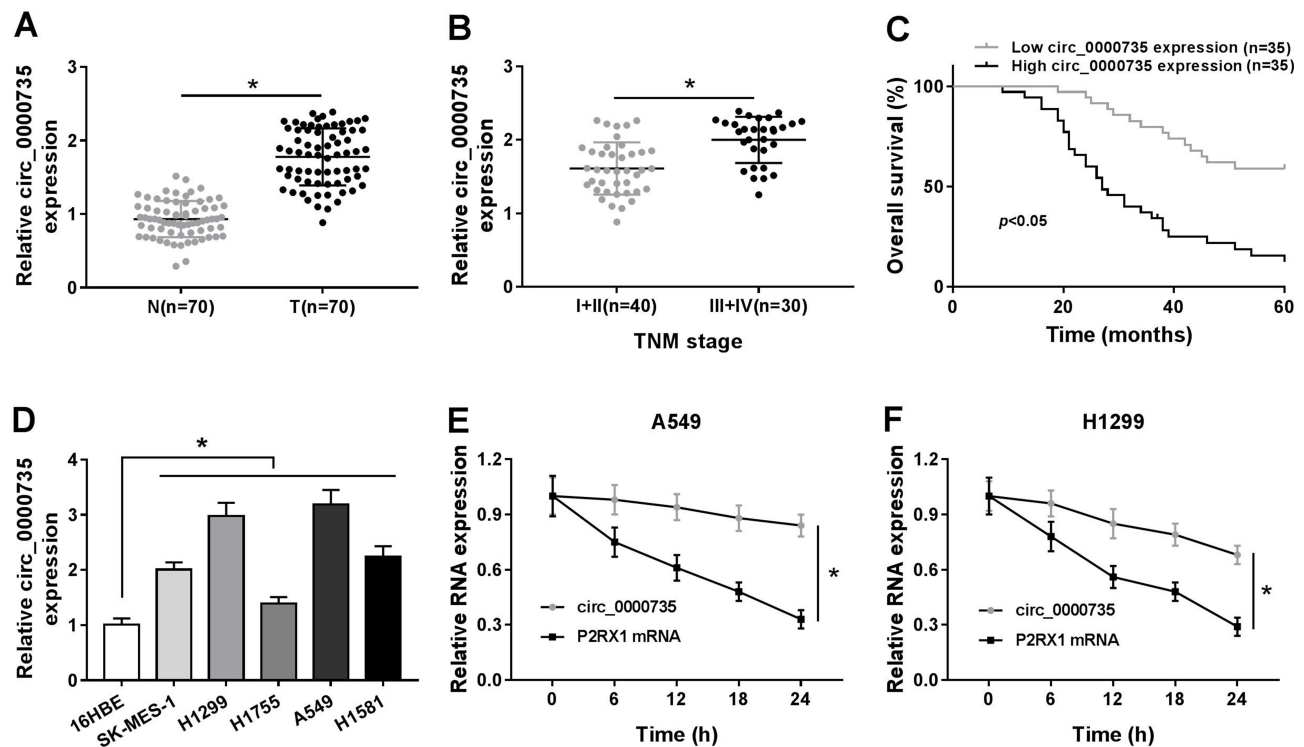 A
Relative circ_0000735
expression
3
2
1
0
*
N(n=70)
T(n=70)
B
Relative circ_0000735
expression
3
2
1
0
*
I+II(n=40)
III+IV(n=30)
TNM stage
C
Low circ_0000735 expression (n=35)
High circ_0000735 expression (n=35)
Overall survival (%)
100
50
0
p<0.05
0
20
40
60
Time (months)
D
Relative circ_0000735
expression
4
3
2
1
0
*
16HBE
SK-MES-1
H1299
H1755
A549
H1581
E
A549
Relative RNA expression
1.2
0.9
0.6
0.3
0.0
circ_0000735
P2RX1 mRNA
*
0
6
12
18
24
Time (h)
F
H1299
Relative RNA expression
1.2
0.9
0.6
0.3
0.0
circ_0000735
P2RX1 mRNA
*
0
6
12
18
24
Time (h)